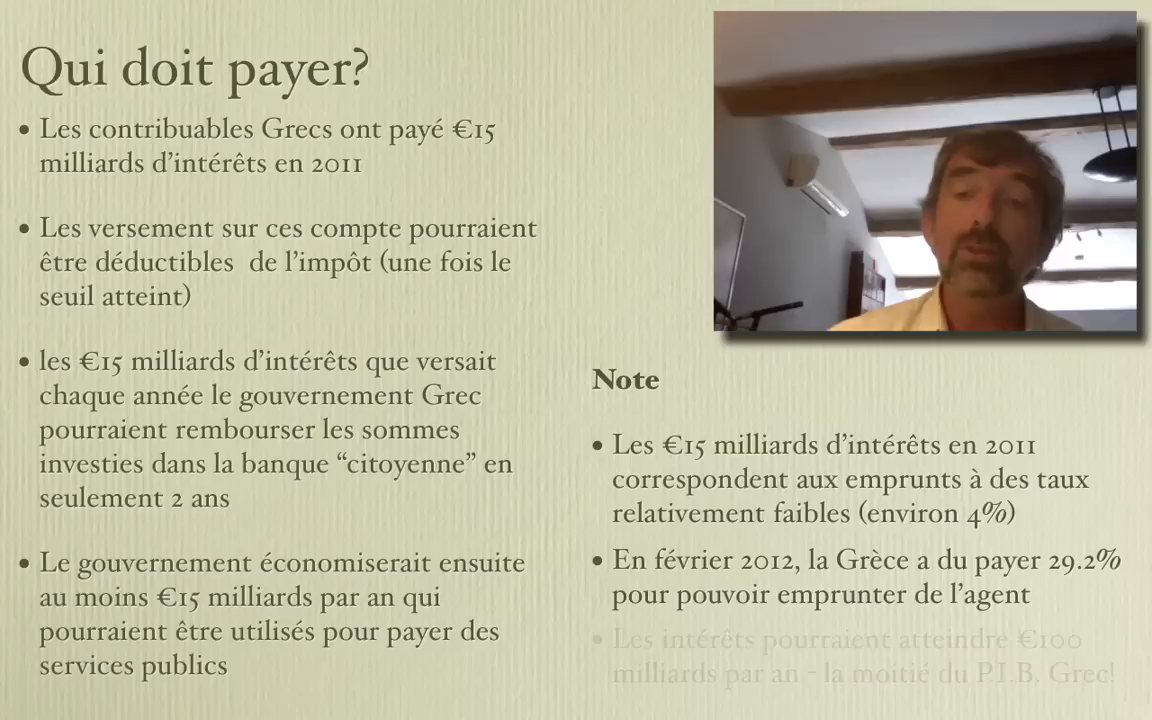 Qui doit payer?
• Les contribuables Grecs ont payé €15
milliards d'intérêts en 2011
• Les versement sur ces compte pourraient
être déductibles de l'impôt (une fois le
seuil atteint)
• les €15 milliards d'intérêts que versait
chaque année le gouvernement Grec
pourraient rembourser les sommes
investies dans la banque “citoyenne” en
seulement 2 ans
• Le gouvernement économiserait ensuite
au moins €15 milliards par an qui
pourraient être utilisés pour payer des
services publics
Note
• Les €15 milliards d'intérêts en 2011
correspondent aux emprunts à des taux
relativement faibles (environ 4%)
• En février 2012, la Grèce a du payer 29.2%
pour pouvoir emprunter de l'agent
• Les intérêts pourraient atteindre €100
milliards par an - la moitié du P.I.B. Grec!